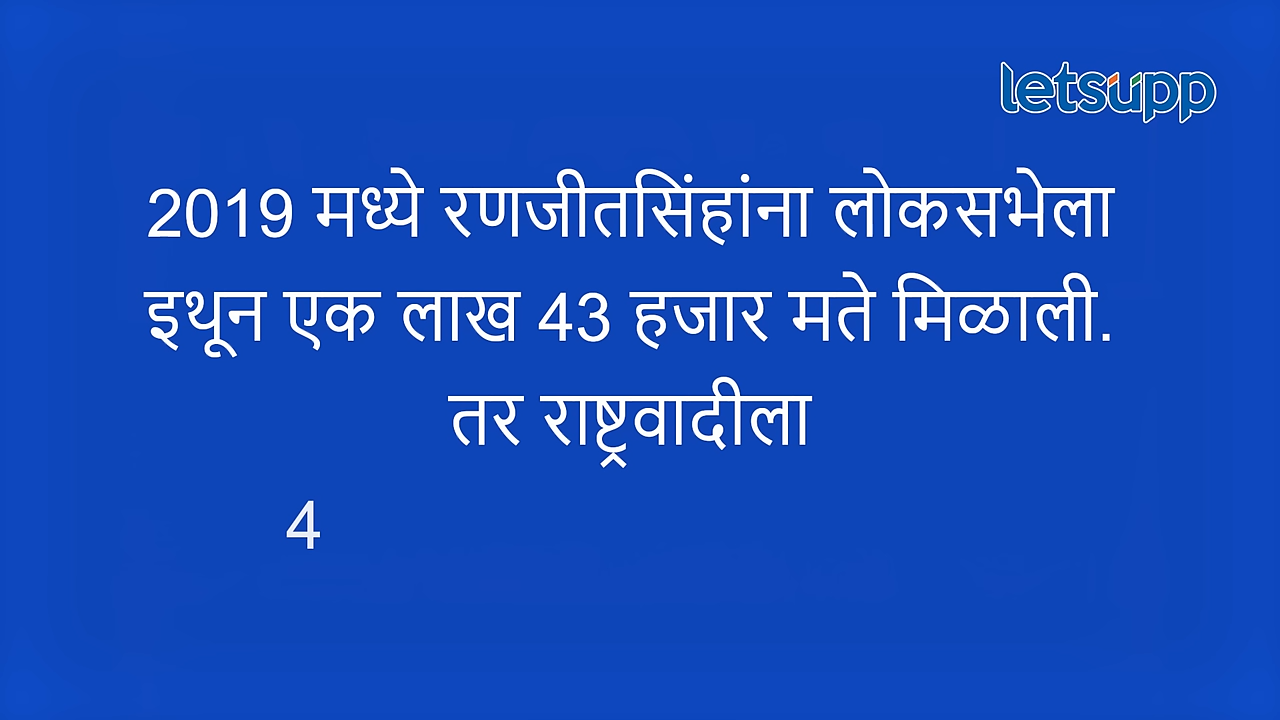 letsupp
2019 मध्ये रणजीतसिंहांना लोकसभेला
इथून एक लाख 43 हजार मते मिळाली.
तर राष्ट्रवादीला
4